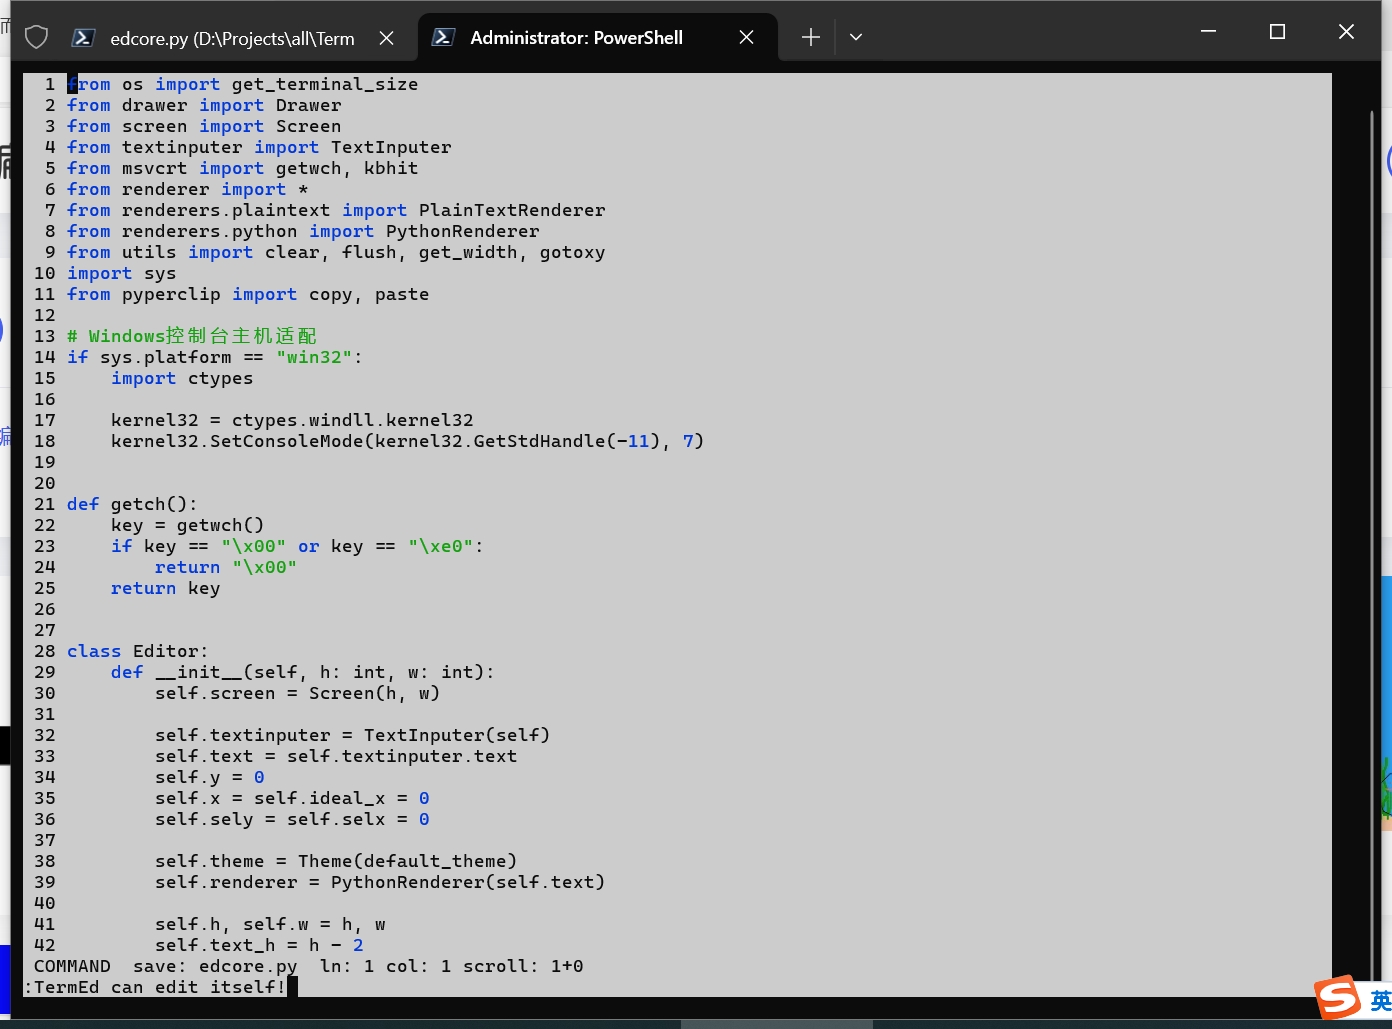 edcore.py (D:\Projects\all\Term
Administrator: PowerShell
1 from os import get_terminal_size
2 from drawer import Drawer
3 from screen import Screen
4 from textinputer import TextInputer
5 from msvcrt import getwch, kbhit
6 from renderer import *
7 from renderers.plaintext import PlainTextRenderer
8 from renderers.python import PythonRenderer
9 from utils import clear, flush, get_width, gotoxy
10 import sys
11 from pyperclip import copy, paste
12
13 # Windows控制台主机适配
14 if sys.platform == "win32":
15     import ctypes
16
17     kernel32 = ctypes.windll.kernel32
18     kernel32.SetConsoleMode(kernel32.GetStdHandle(-11), 7)
19
20
21 def getch():
22     key = getwch()
23     if key == "\x00" or key == "\xe0":
24         return "\x00"
25     return key
26
27
28 class Editor:
29     def __init__(self, h: int, w: int):
30         self.screen = Screen(h, w)
31
32         self.textinputer = TextInputer(self)
33         self.text = self.textinputer.text
34         self.y = 0
35         self.x = self.ideal_x = 0
36         self.sely = self.selx = 0
37
38         self.theme = Theme(default_theme)
39         self.renderer = PythonRenderer(self.text)
40
41         self.h, self.w = h, w
42         self.text_h = h - 2
COMMAND  save: edcore.py  ln: 1 col: 1 scroll: 1+0
:TermEd can edit itself!
英